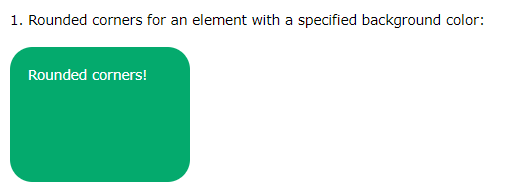 1. Rounded corners for an element with a specified background color:
Rounded corners!